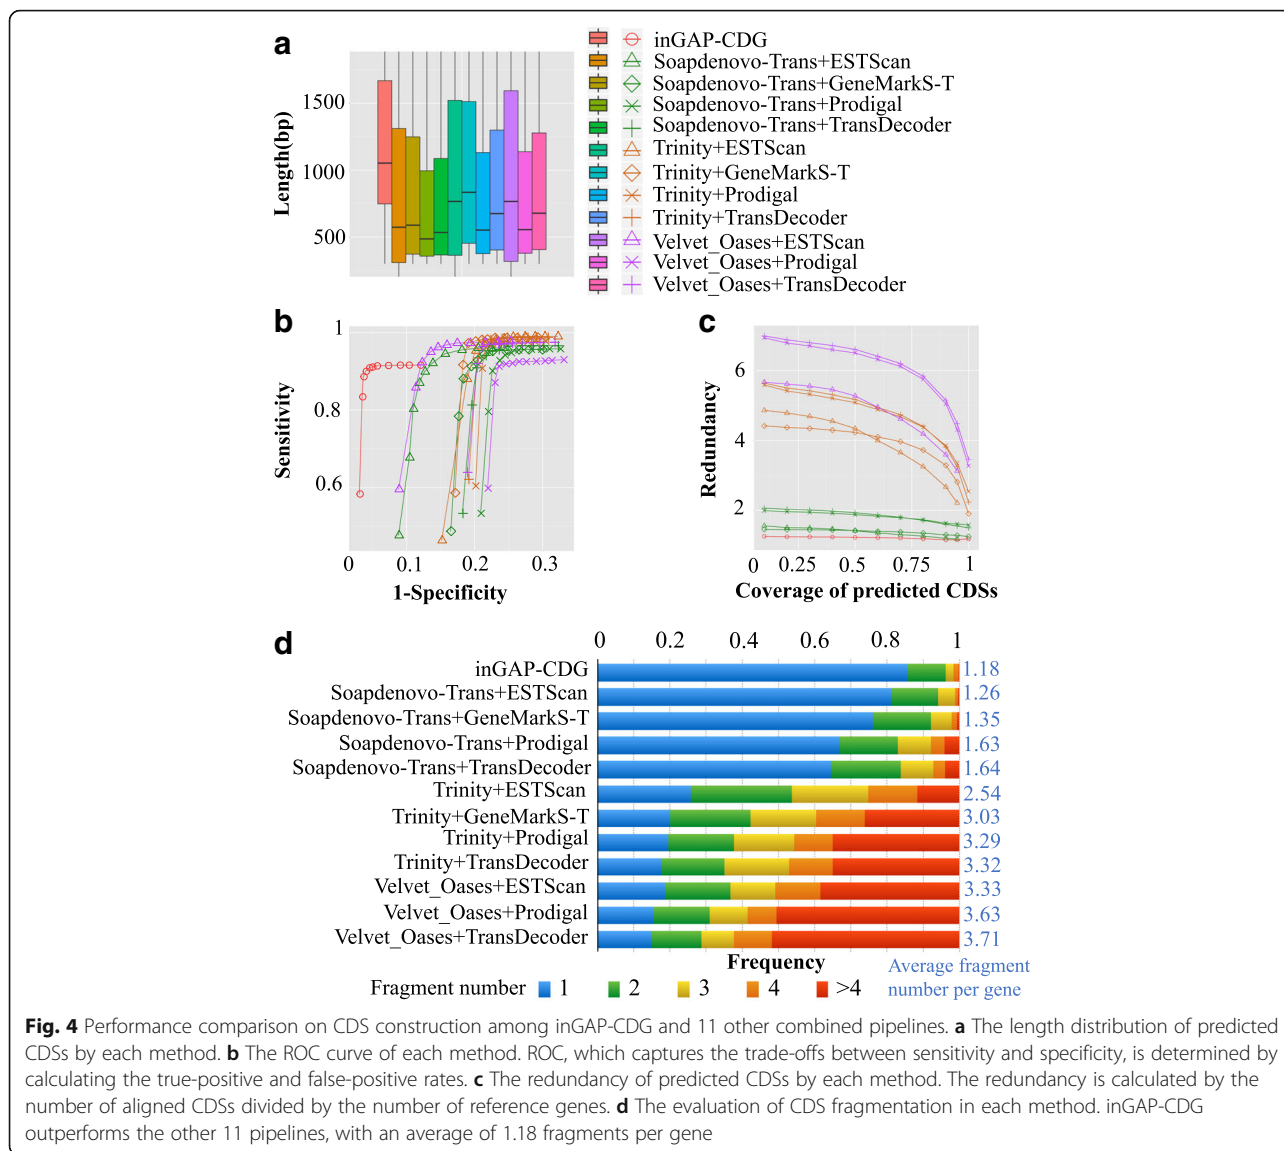 a
Length(bp)
1500
1000
500
inGAP-CDG
Soapdenovo-Trans+ESTScan
Soapdenovo-Trans+GeneMarkS-T
Soapdenovo-Trans+Prodigal
Soapdenovo-Trans+TransDecoder
Trinity+ESTScan
Trinity+GeneMarkS-T
Trinity+Prodigal
Trinity+TransDecoder
Velvet_Oases+ESTScan
Velvet_Oases+Prodigal
Velvet_Oases+TransDecoder
b
Sensitivity
1
0.8
0.6
0 0.1 0.2 0.3
1-Specificity
c
Redundancy
6
4
2
0 0.25 0.5 0.75 1
Coverage of predicted CDSs
d
0 0.2 0.4 0.6 0.8 1
inGAP-CDG 1.18
Soapdenovo-Trans+ESTScan 1.26
Soapdenovo-Trans+GeneMarkS-T 1.35
Soapdenovo-Trans+Prodigal 1.63
Soapdenovo-Trans+TransDecoder 1.64
Trinity+ESTScan 2.54
Trinity+GeneMarkS-T 3.03
Trinity+Prodigal 3.29
Trinity+TransDecoder 3.32
Velvet_Oases+ESTScan 3.33
Velvet_Oases+Prodigal 3.63
Velvet_Oases+TransDecoder 3.71
Frequency
Average fragment
number per gene
Fragment number 1 2 3 4 >4
Fig. 4 Performance comparison on CDS construction among inGAP-CDG and 11 other combined pipelines. a The length distribution of predicted
CDSs by each method. b The ROC curve of each method. ROC, which captures the trade-offs between sensitivity and specificity, is determined by
calculating the true-positive and false-positive rates. c The redundancy of predicted CDSs by each method. The redundancy is calculated by the
number of aligned CDSs divided by the number of reference genes. d The evaluation of CDS fragmentation in each method. inGAP-CDG
outperforms the other 11 pipelines, with an average of 1.18 fragments per gene